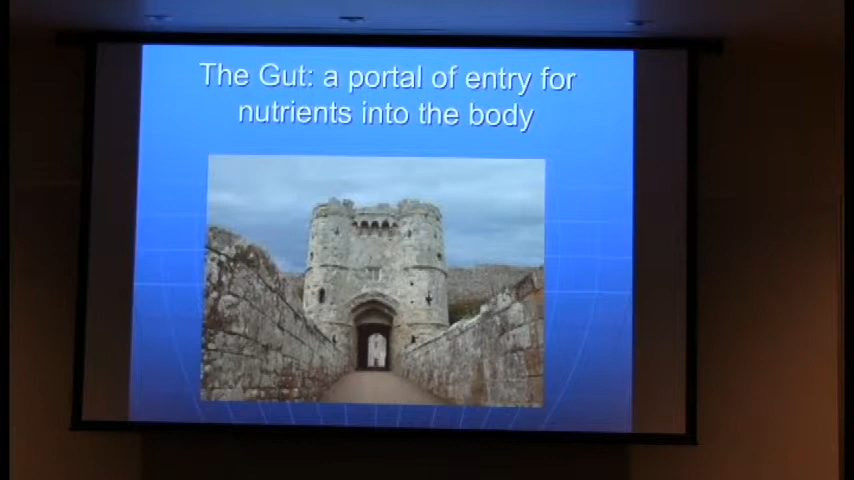 The Gut: a portal of entry for
nutrients into the body